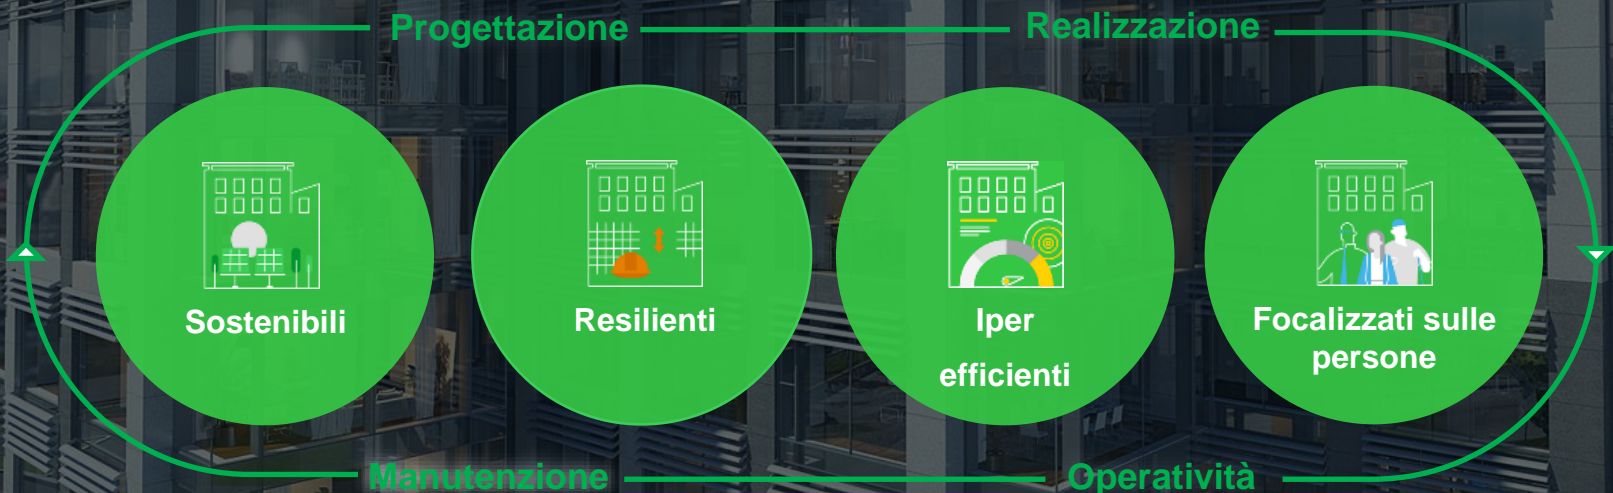 Progettazione
Realizzazione
Sostenibili
Resilienti
Iper
efficienti
Focalizzati sulle
persone
Manutenzione
Operatività